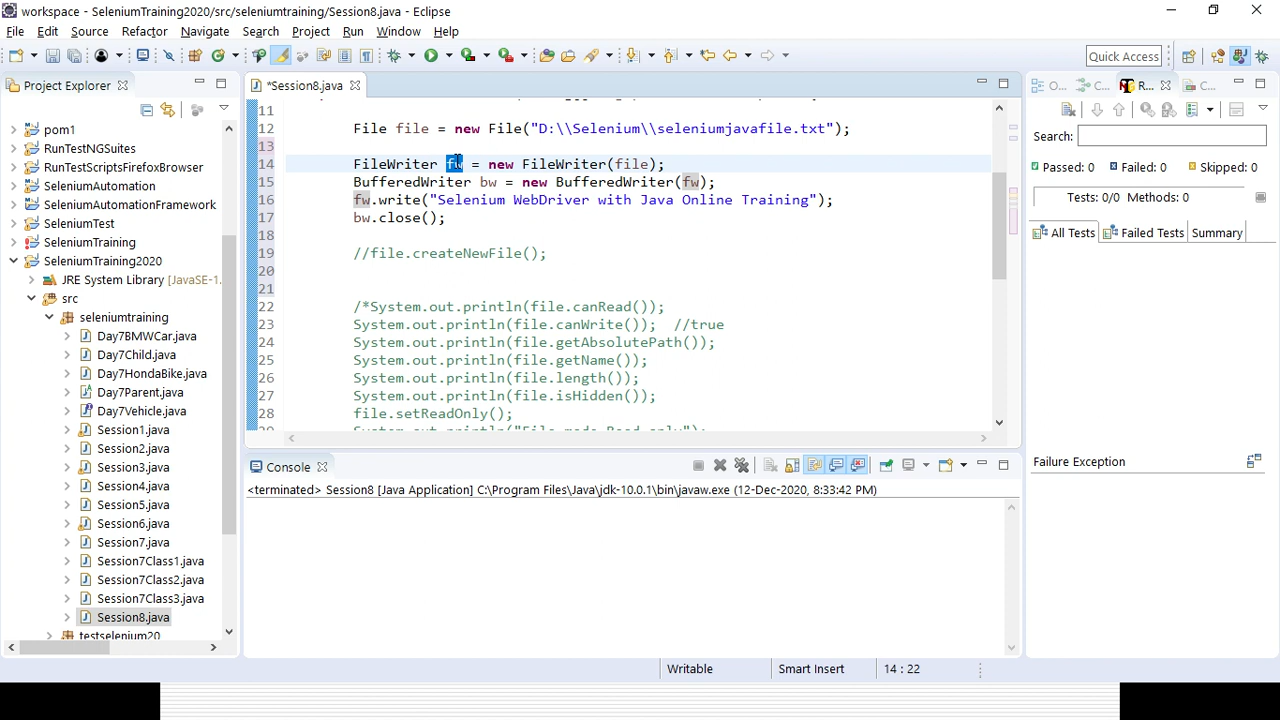 workspace - SeleniumTraining2020/src/seleniumtraining/Session8.java - Eclipse
File Edit Source Refactor Navigate Search Project Run Window Help
Quick Access
Project Explorer
pom1
RunTNGSuites
RunTestScriptsFirefoxBrowser
SeleniumAutomation
SeleniumAutomationFramework
SeleniumTest
SeleniumTraining
SeleniumTraining2020
JRE System Library [JavaSE-1.
src
seleniumtraining
Day7BMWCar.java
Day7Child.java
Day7HondaBike.java
Day7Parent.java
Day7Vehicle.java
Session1.java
Session2.java
Session3.java
Session4.java
Session5.java
Session6.java
Session7.java
Session7Class1.java
Session7Class2.java
Session7Class3.java
Session8.java
testselenium20
*Session8.java
11
12 File file = new File("D:\\Selenium\\seleniumjavafile.txt");
13
14 FileWriter fw = new FileWriter(file);
15 BufferedWriter bw = new BufferedWriter(fw);
16 fw.write("Selenium WebDriver with Java Online Training");
17 bw.close();
18
19 //file.createNewFile();
20
21
22 /*System.out.println(file.canRead());
23 System.out.println(file.canWrite()); //true
24 System.out.println(file.getAbsolutePath());
25 System.out.println(file.getName());
26 System.out.println(file.length());
27 System.out.println(file.isHidden());
28 file.setReadOnly();
Console
<terminated> Session8 [Java Application] C:\Program Files\Java\jdk-10.0.1\bin\javaw.exe (12-Dec-2020, 8:33:42 PM)
O... C... R... C...
Search:
Passed: 0 Failed: 0 Skipped: 0
Tests: 0/0 Methods: 0
All Tests Failed Tests Summary
Failure Exception
Writable Smart Insert 14 : 22